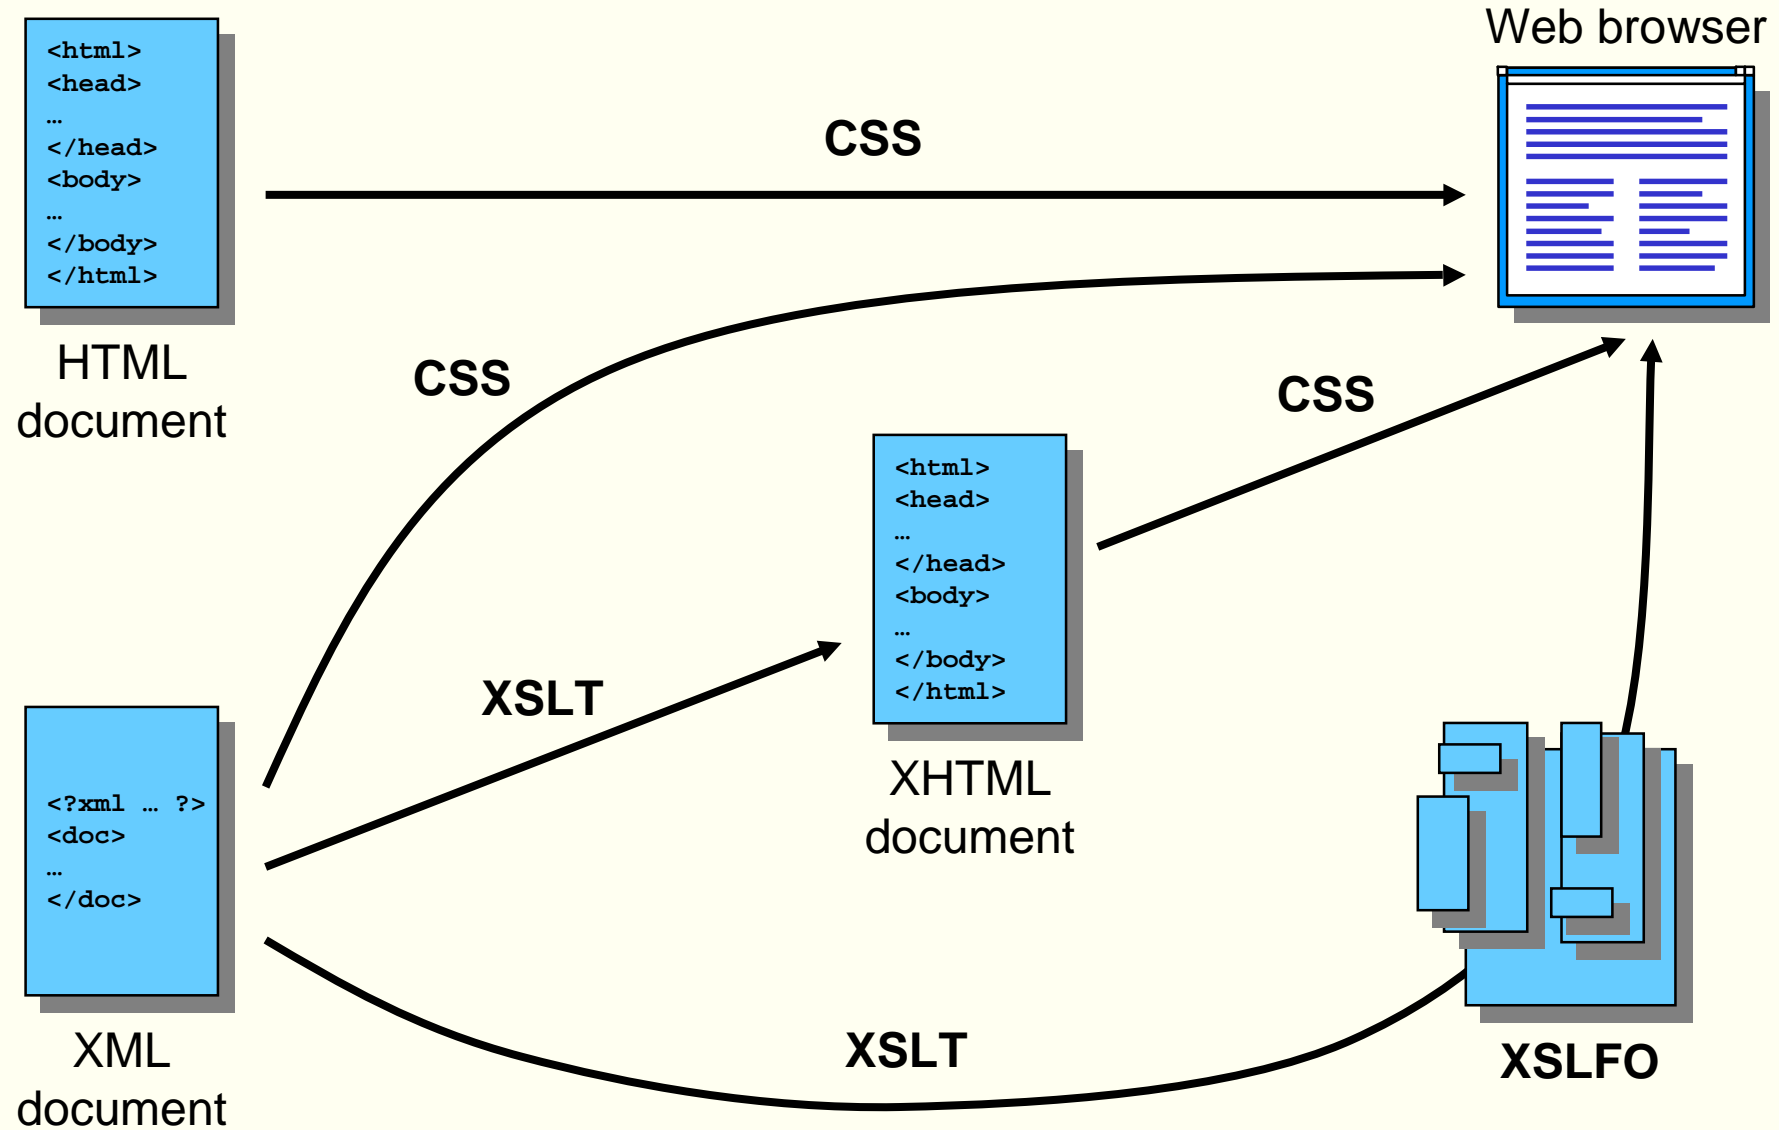 <html>
<head>
…
</head>
<body>
…
</body>
</html>
HTML
document
CSS
Web browser
CSS
CSS
<html>
<head>
…
</head>
<body>
…
</body>
</html>
XHTML
document
XSLT
<?xml … ?>
<doc>
…
</doc>
XML
document
XSLT
XSLFO